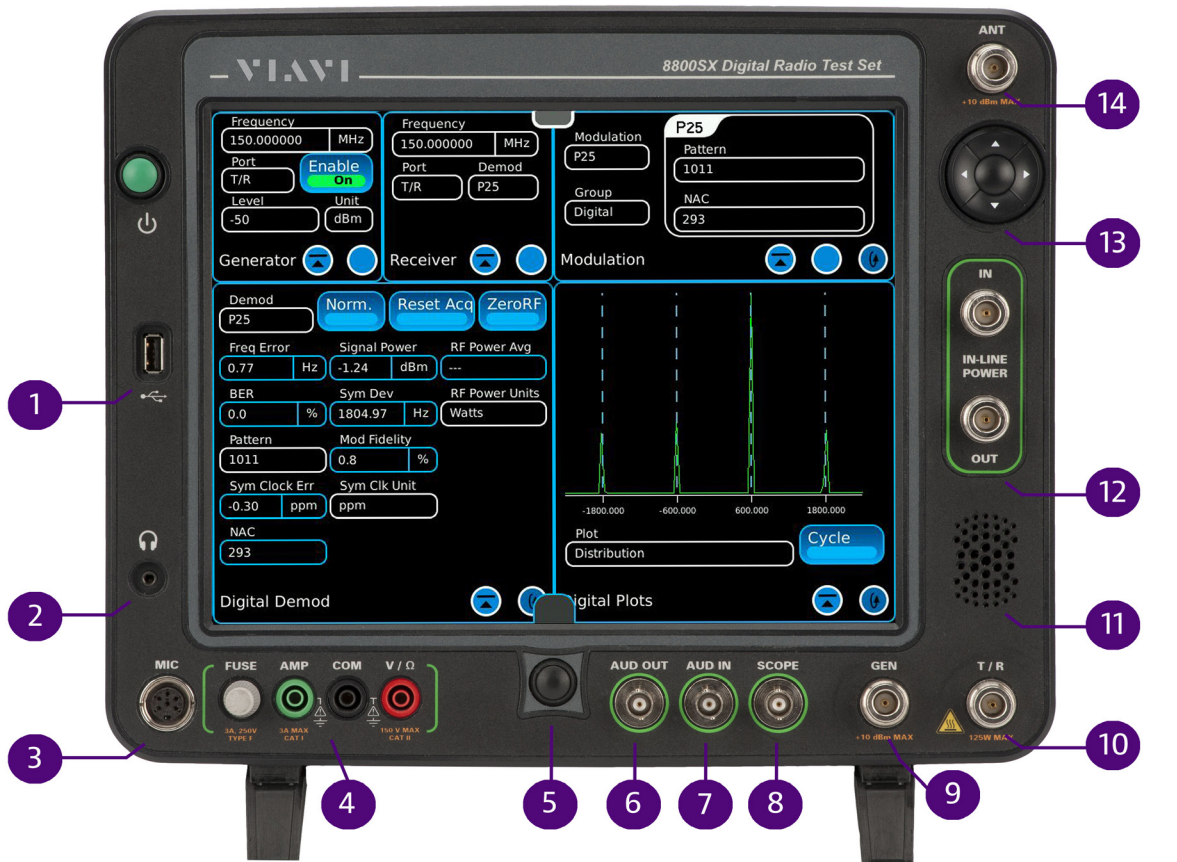 ANT
VIAVI
8800SX Digital Radio Test Set
+10 dBm MAX
14
Frequency
150.000000 MHz
Port
T/R
Enable
On
Level
-50
Unit
dBm
Generator
Frequency
150.000000 MHz
Port
T/R
Demod
P25
Receiver
Modulation
P25
Group
Digital
P25
Pattern
1011
NAC
293
Modulation
13
Demod
P25
Norm.
Reset Acq
ZeroRF
Freq Error
0.77 Hz
Signal Power
-1.24 dBm
RF Power Avg
---
BER
0.0 %
Sym Dev
1804.97 Hz
RF Power Units
Watts
Pattern
1011
Mod Fidelity
0.8 %
Sym Clock Err
-0.30 ppm
Sym Clk Unit
ppm
NAC
293
Digital Demod
-1800.000 -600.000 600.000 1800.000
Plot
Distribution
Cycle
Digital Plots
IN
IN-LINE
POWER
OUT
12
1
2
11
MIC
FUSE
AMP
COM
V / Ω
3A, 250V
TYPE F
3A MAX
CAT I
150 V MAX
CAT II
AUD OUT
AUD IN
SCOPE
GEN
+10 dBm MAX
T / R
125W MAX
3
4
5
6
7
8
9
10